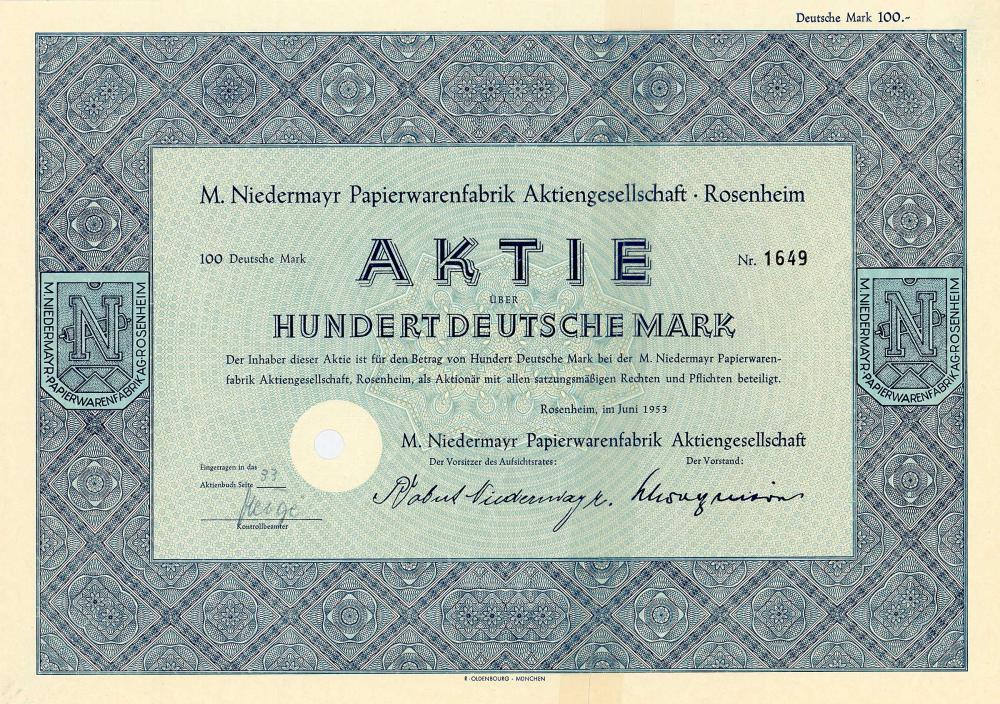 Deutsche Mark 100.-
M. Niedermayr Papierwarenfabrik Aktiengesellschaft · Rosenheim
100 Deutsche Mark
AKTIE
Nr. 1649
ÜBER
HUNDERT DEUTSCHE MARK
Der Inhaber dieser Aktie ist für den Betrag von Hundert Deutsche Mark bei der M. Niedermayr Papierwaren-
fabrik Aktiengesellschaft, Rosenheim, als Aktionär mit allen satzungsmäßigen Rechten und Pflichten beteiligt.
Rosenheim, im Juni 1953
M. Niedermayr Papierwarenfabrik Aktiengesellschaft
Der Vorsitzer des Aufsichtsrates:
Der Vorstand:
Niedermayr.
Eingetragen in das
Aktienbuch Seite 33
Kontrollbeamter
M. NIEDERMAYR·PAPIERWARENFABRIK AG·ROSENHEIM
N
M. NIEDERMAYR·PAPIERWARENFABRIK AG·ROSENHEIM
N
R·OLDENBOURG · MÜNCHEN